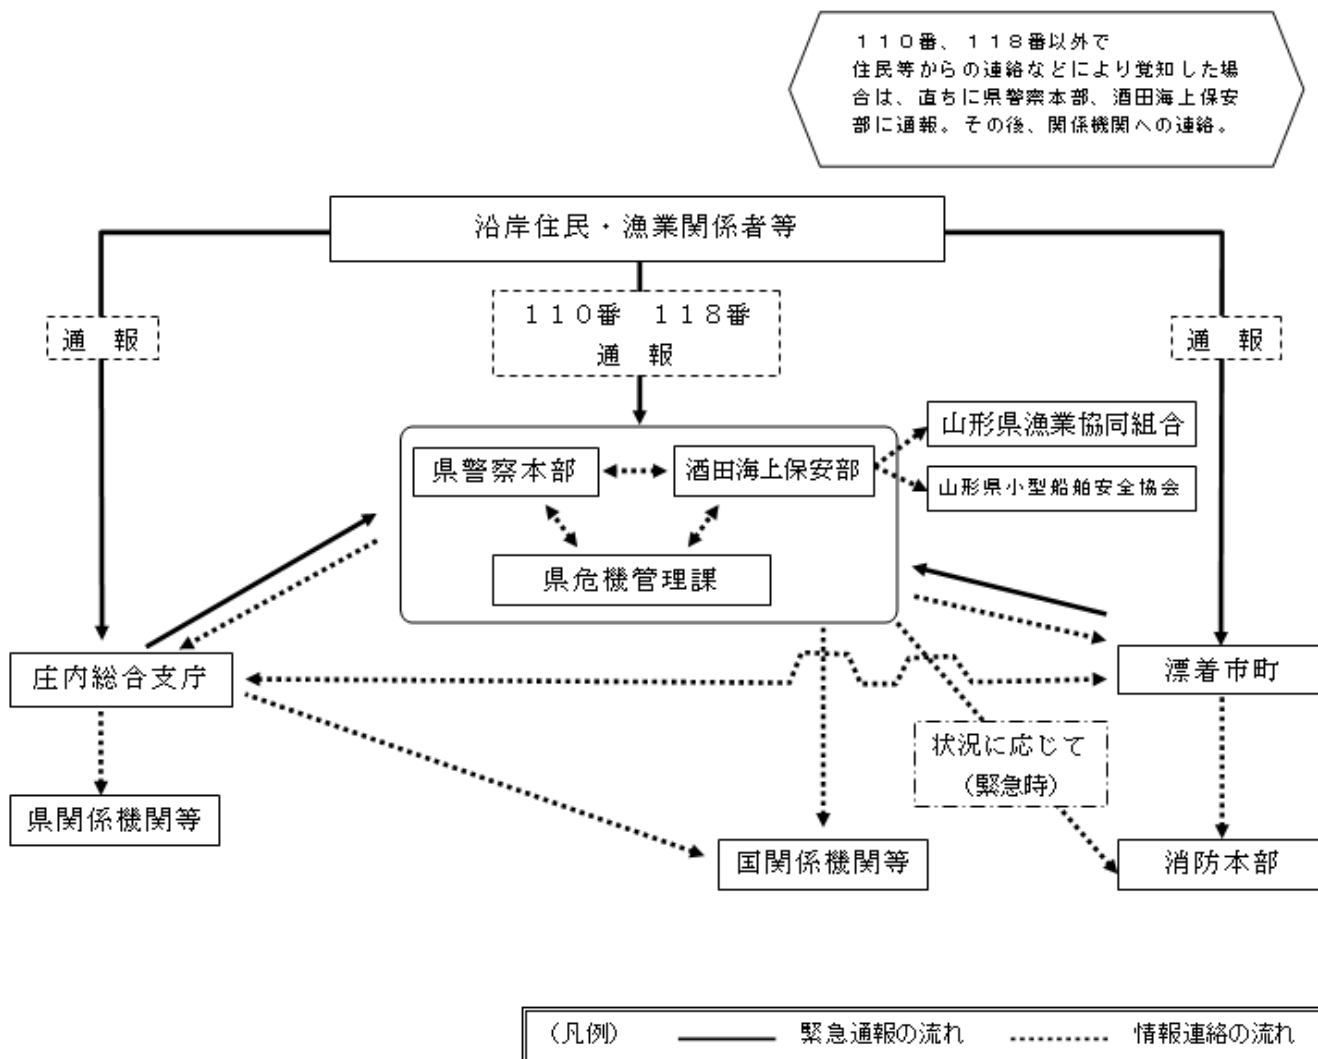 １１０番、１１８番以外で
住民等からの連絡などにより覚知した場
合は、直ちに県警察本部、酒田海上保安
部に通報。その後、関係機関への連絡。
沿岸住民・漁業関係者等
通　報
１１０番　１１８番
通　報
通　報
山形県漁業協同組合
県警察本部
酒田海上保安部
山形県小型船舶安全協会
県危機管理課
庄内総合支庁
漂着市町
状況に応じて
（緊急時）
県関係機関等
国関係機関等
消防本部
（凡例）　緊急通報の流れ　情報連絡の流れ